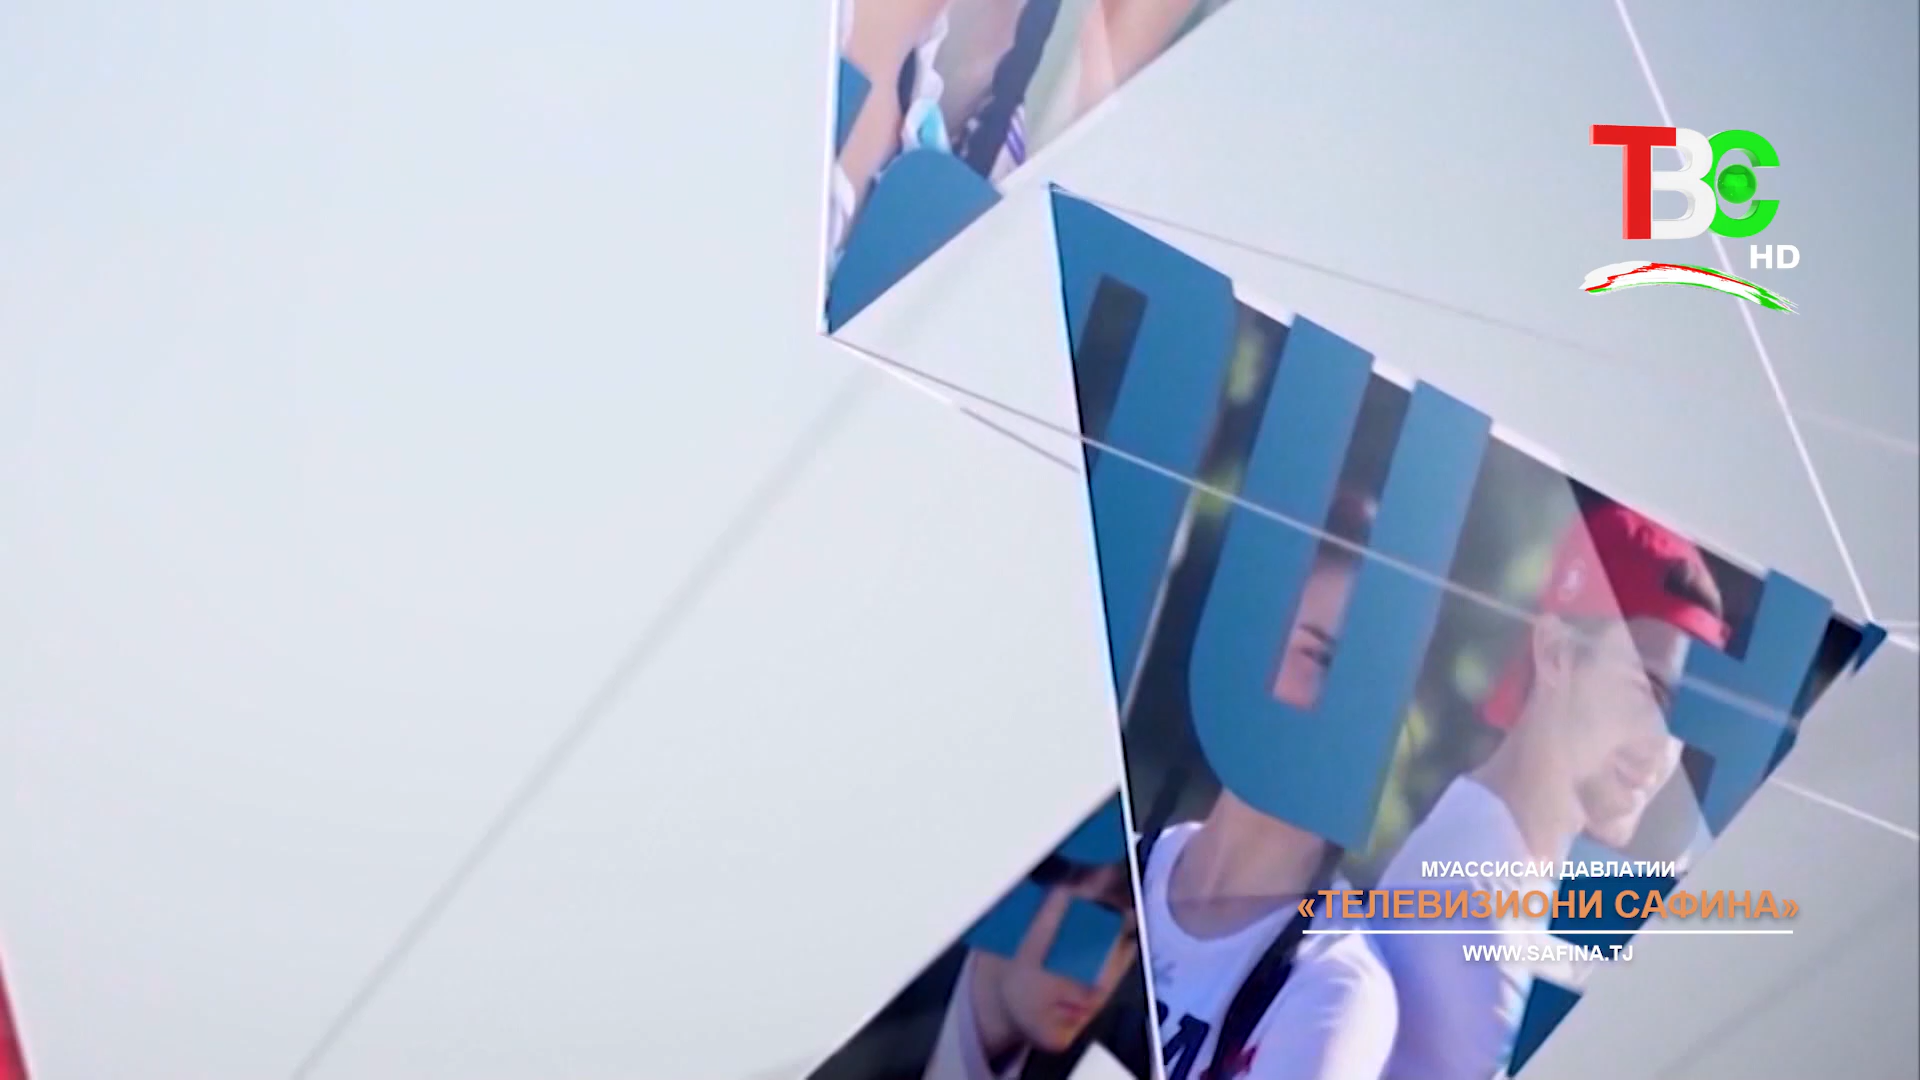 ТВС
HD
МУАССИСАИ ДАВЛАТИИ
«ТЕЛЕВИЗИОНИ САФИНА»
WWW.SAFINA.TJ